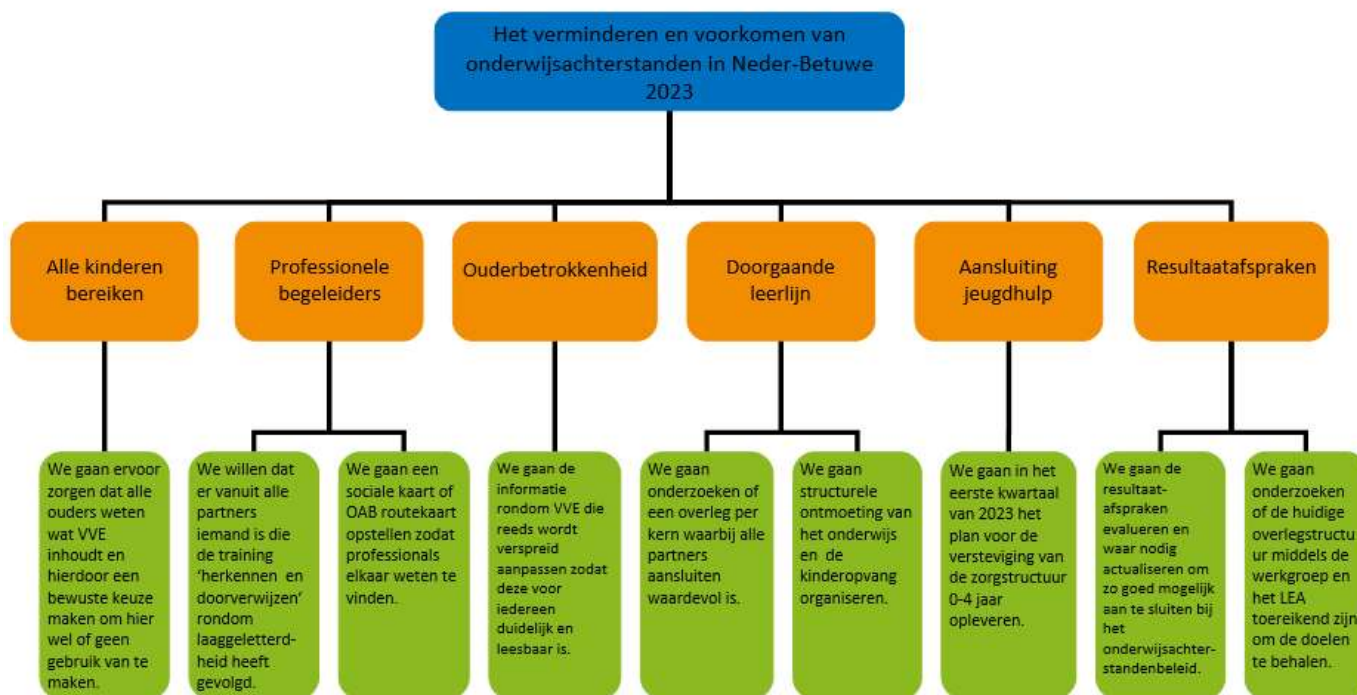 Het verminderen en voorkomen van
onderwijsachterstanden in Neder-Betuwe
2023
Alle kinderen
bereiken
Professionele
begeleiders
Ouderbetrokkenheid
Doorgaande
leerlijn
Aansluiting
jeugdhulp
Resultaatafspraken
We gaan ervoor
zorgen dat alle
ouders weten
wat VVE
inhoudt en
hierdoor een
bewuste keuze
maken om hier
wel of geen
gebruik van te
maken.
We willen dat
er vanuit alle
partners
iemand is die
de training
‘herkennen en
doorverwijzen’
rondom
laaggeletterd-
heid heeft
gevolgd.
We gaan een
sociale kaart of
OAB routekaart
opstellen zodat
professionals
elkaar weten te
vinden.
We gaan de
informatie
rondom VVE die
reeds wordt
verspreid
aanpassen zodat
deze voor
iedereen
duidelijk en
leesbaar is.
We gaan
onderzoeken of
een overleg per
kern waarbij alle
partners
aansluiten
waardevol is.
We gaan
structurele
ontmoeting van
het onderwijs
en de
kinderopvang
organiseren.
We gaan in het
eerste kwartaal
van 2023 het
plan voor de
versteviging van
de zorgstructuur
0-4 jaar
opleveren.
We gaan de
resultaat-
afspraken
evalueren en
waar nodig
actualiseren om
zo goed mogelijk
aan te sluiten bij
het
onderwijsachter-
standenbeleid.
We gaan
onderzoeken
of de huidige
overlegstructu
ur middels de
werkgroep en
het LEA
toereikend zijn
om de doelen
te behalen.